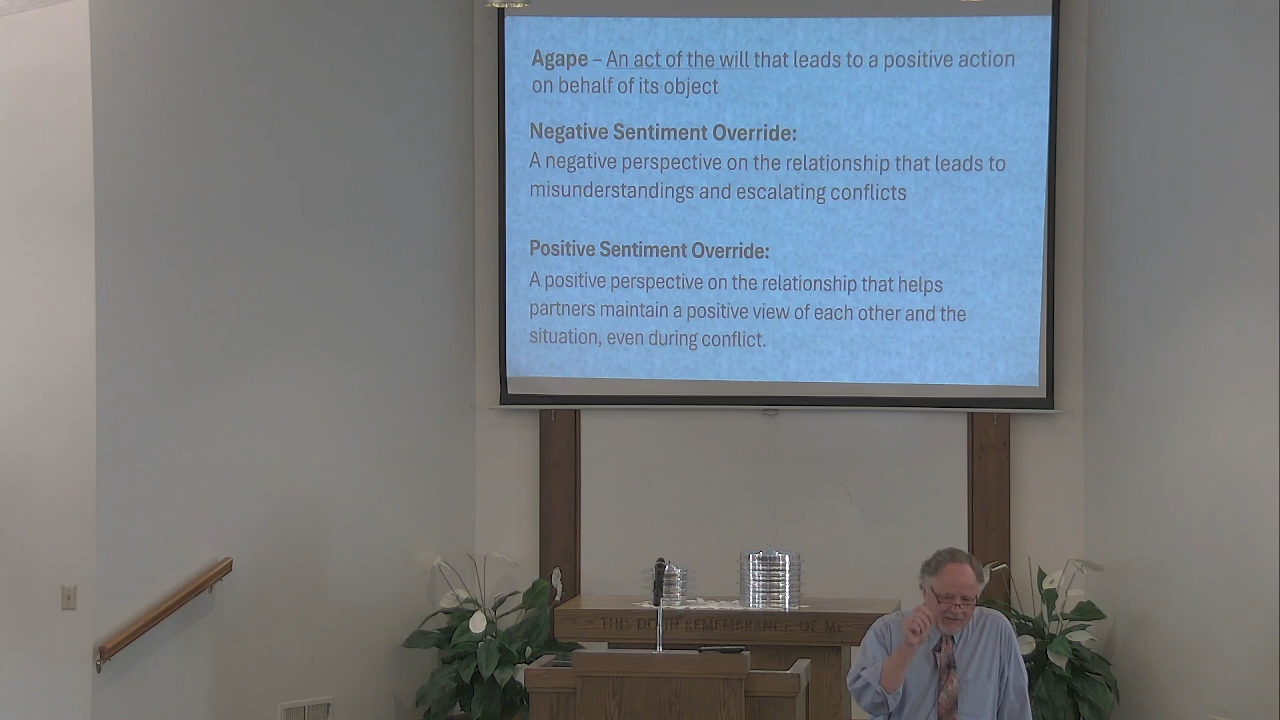 Agape – An act of the will that leads to a positive action
on behalf of its object
Negative Sentiment Override:
A negative perspective on the relationship that leads to
misunderstandings and escalating conflicts
Positive Sentiment Override:
A positive perspective on the relationship that helps
partners maintain a positive view of each other and the
situation, even during conflict.
THIS DO IN REMEMBRANCE OF ME